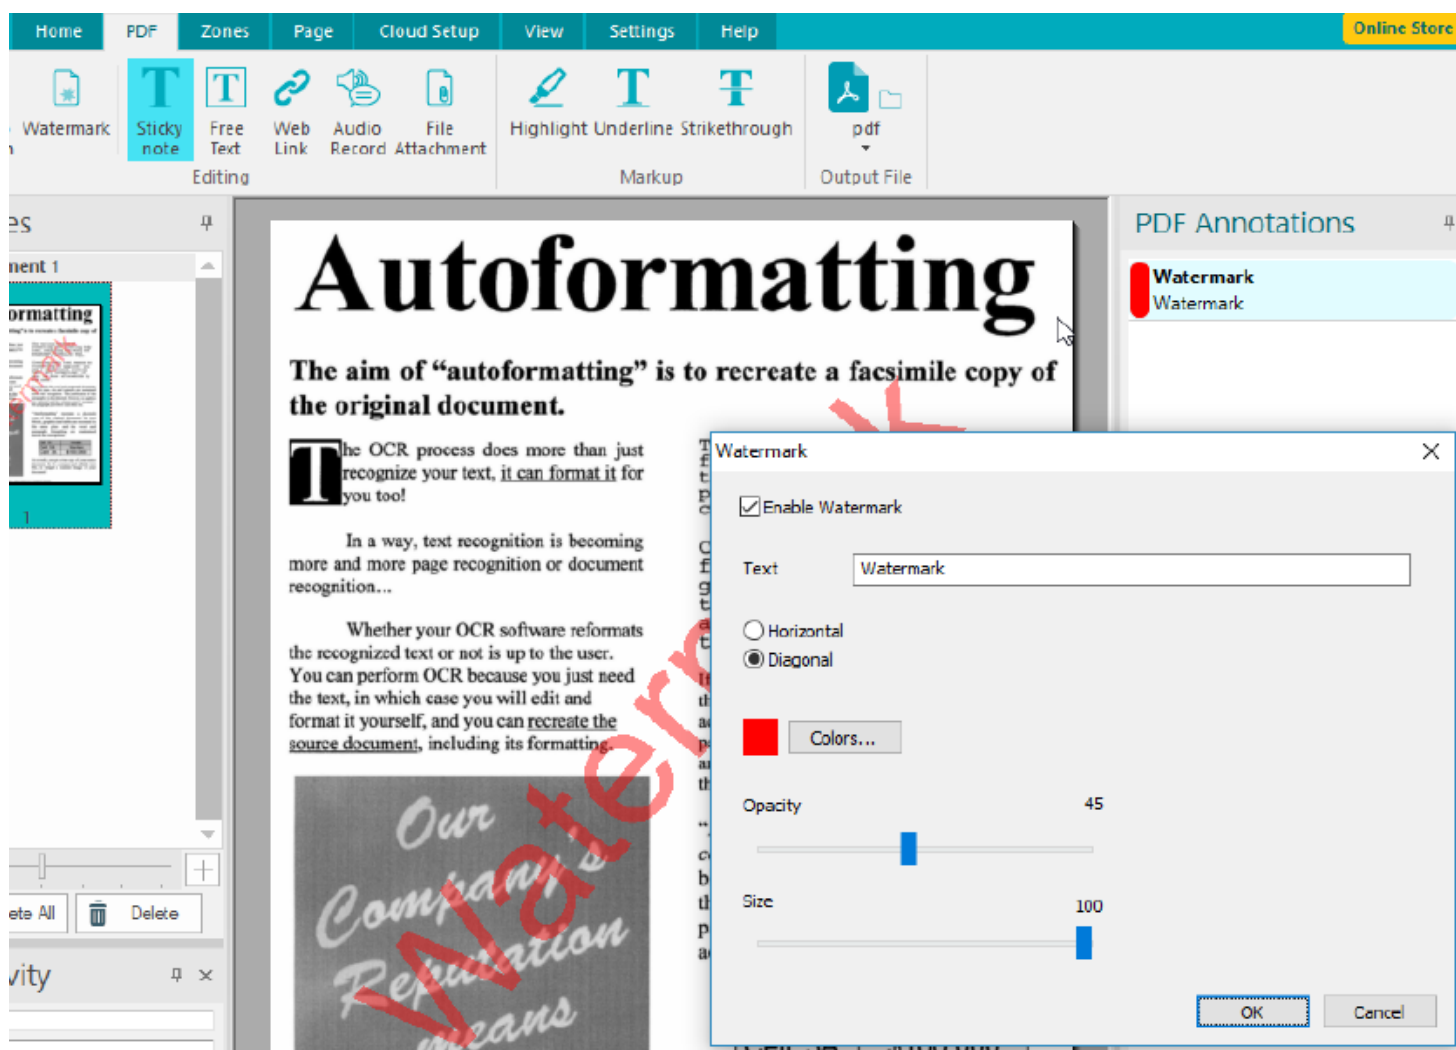 Home PDF Zones Page Cloud Setup View Settings Help Online Store
Watermark Sticky note Free Text Web Link Audio Record File Attachment Highlight Underline Strikethrough pdf
Editing Markup Output File
PDF Annotations
Watermark
Watermark
1
Delete
Autoformatting
The aim of “autoformatting” is to recreate a facsimile copy of
the original document.
The OCR process does more than just
recognize your text, it can format it for
you too!
In a way, text recognition is becoming
more and more page recognition or document
recognition...
Whether your OCR software reformats
the recognized text or not is up to the user.
You can perform OCR because you just need
the text, in which case you will edit and
format it yourself, and you can recreate the
source document, including its formatting.
Our
Company's
Reputation
means
Watermark
Enable Watermark
Text Watermark
Horizontal
Diagonal
Colors...
Opacity 45
Size 100
OK Cancel